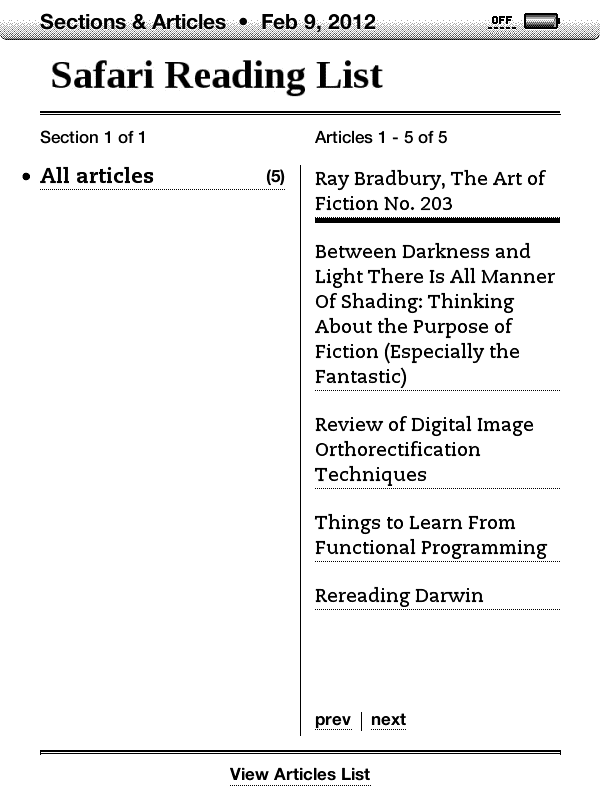 Sections & Articles • Feb 9, 2012
OFF
Safari Reading List
Section 1 of 1
• All articles (5)
Articles 1 - 5 of 5
Ray Bradbury, The Art of
Fiction No. 203
Between Darkness and
Light There Is All Manner
Of Shading: Thinking
About the Purpose of
Fiction (Especially the
Fantastic)
Review of Digital Image
Orthorectification
Techniques
Things to Learn From
Functional Programming
Rereading Darwin
prev | next
View Articles List